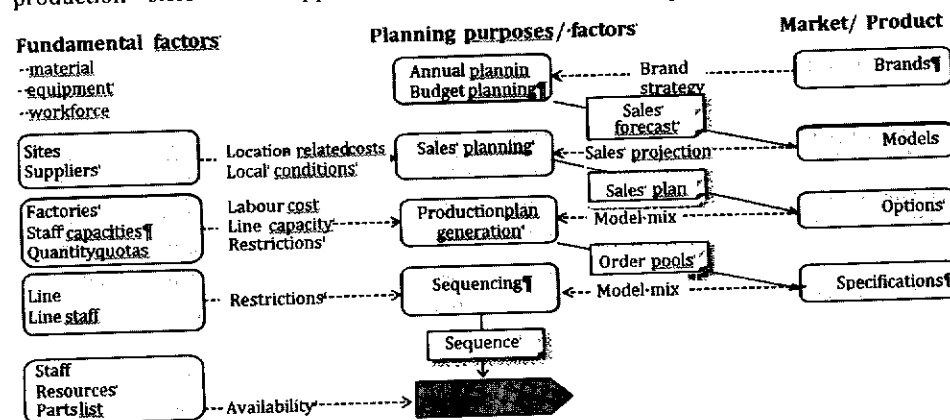 production
Fundamental factors
--material
--equipment
--workforce
Planning purposes/·factors
Market/ Product
Annual plannin
Budget planning¶
Brand
strategy
Brands¶
Sales
forecast
Sites
Suppliers
Location relatedcosts
Local conditions
Sales planning
Sales projection
Models
Sales plan
Factories
Staff capacities¶
Quantityquotas
Labour cost
Line capacity
Restrictions
Productionplan
generation
Model-mix
Options
Order pools
Line
Line staff
Restrictions
Sequencing¶
Model-mix
Specifications¶
Sequence
Staff
Resources
Partslist
Availability